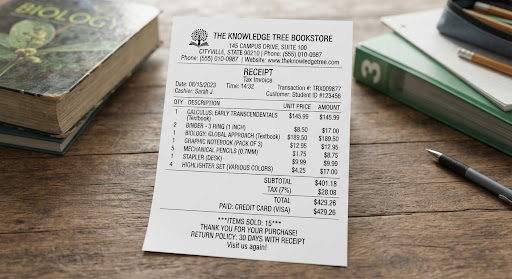 BIOLOGY
3
THE KNOWLEDGE TREE BOOKSTORE
145 CAMPUS DRIVE, SUITE 100
CITYVILLE, STATE 90210 | Phone: (555) 010-0987
Phone: (555) 010-0987 | Website: www.theknowledgetree.com
RECEIPT
Tax Invoice
Date: 08/15/2023 Time: 14:32 Transaction #: TRX009877
Cashier: Sarah J. Customer: Student ID #123456
QTY DESCRIPTION UNIT PRICE AMOUNT
1 CALCULUS: EARLY TRANSCENDENTALS $145.99 $145.99
(Textbook)
2 BINDER - 3 RING (1 INCH) $8.50 $17.00
1 BIOLOGY: GLOBAL APPROACH (Textbook) $189.50 $189.50
1 GRAPHIC NOTEBOOK (PACK OF 3) $12.95 $12.95
5 MECHANICAL PENCILS (0.7MM) $1.75 $8.75
1 STAPLER (DESK) $9.99 $9.99
4 HIGHLIGHTER SET (VARIOUS COLORS) $4.25 $17.00
SUBTOTAL $401.18
TAX (7%) $28.08
TOTAL $429.26
PAID: CREDIT CARD (VISA) $429.26
***ITEMS SOLD: 15***
THANK YOU FOR YOUR PURCHASE!
RETURN POLICY: 30 DAYS WITH RECEIPT
Visit us again!